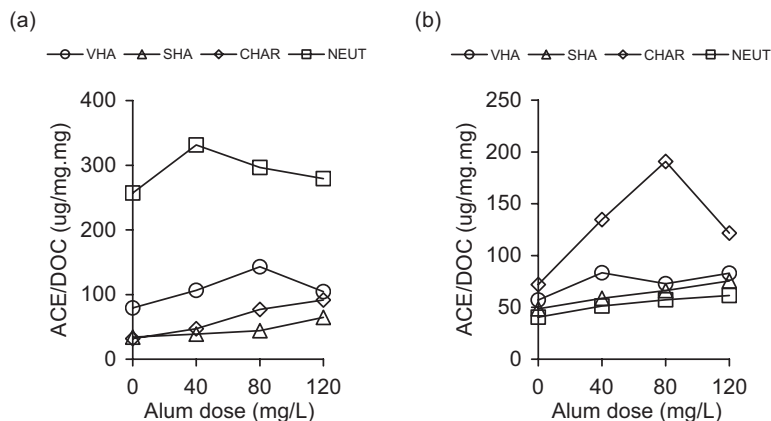 (a)
VHA SHA CHAR NEUT
400
300
200
100
0
ACE/DOC (ug/mg.mg)
0 40 80 120
Alum dose (mg/L)
(b)
VHA SHA CHAR NEUT
250
200
150
100
50
0
ACE/DOC (ug/mg.mg)
0 40 80 120
Alum dose (mg/L)